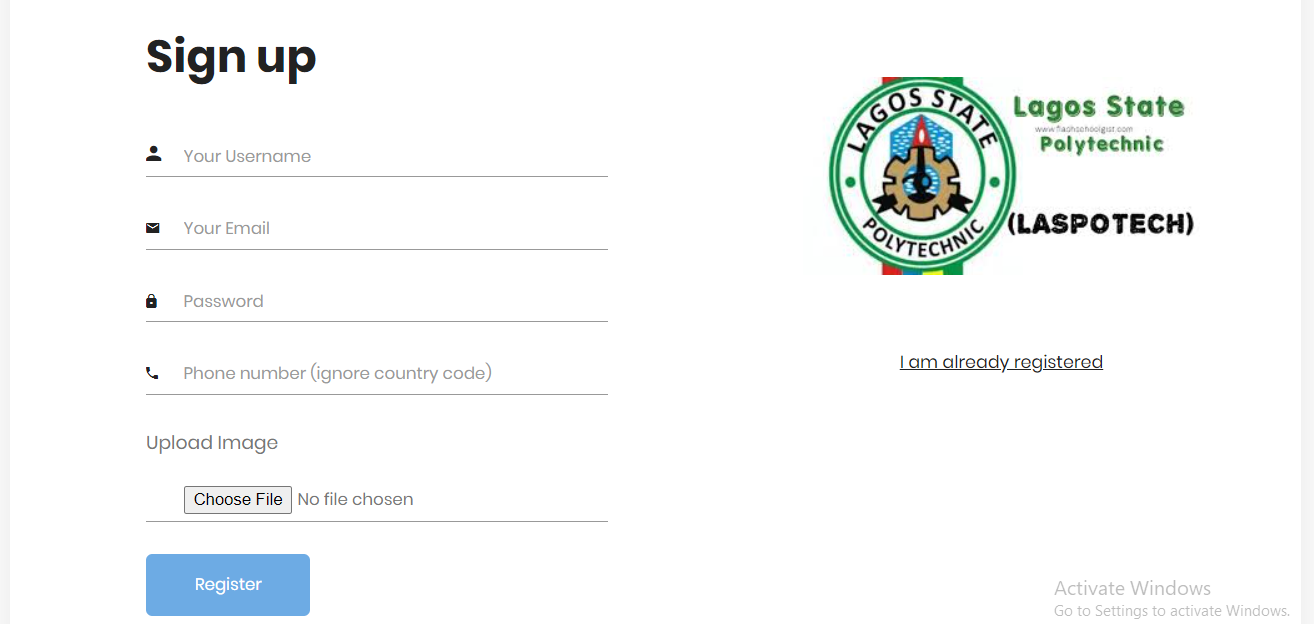 Sign up
Your Username
Your Email
Password
Phone number (ignore country code)
Upload Image
Choose File No file chosen
Register
LAGOS STATE
POLYTECHNIC
Lagos State
www.flashschoolgist.com
Polytechnic
(LASPOTECH)
I am already registered
Activate Windows
Go to Settings to activate Windows.